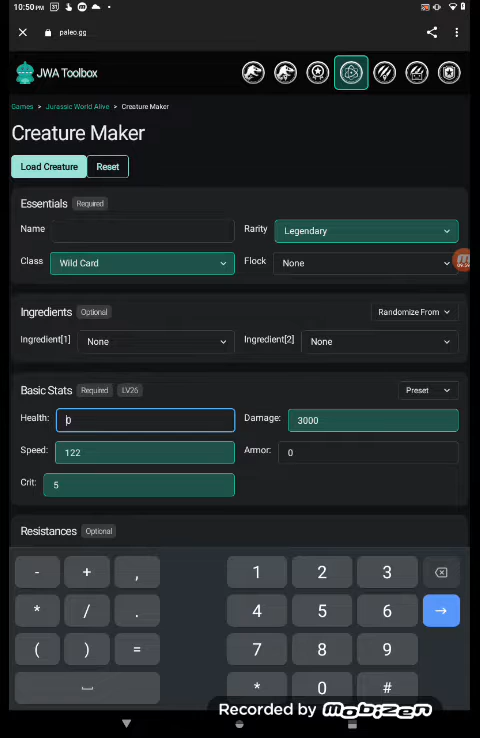 10:50 PM 31
paleo.gg
JWA Toolbox
Games > Jurassic World Alive > Creature Maker
Creature Maker
Load Creature Reset
Essentials Required
Name Rarity Legendary
Class Wild Card Flock None
Ingredients Optional Randomize From
Ingredient[1] None Ingredient[2] None
Basic Stats Required LV26 Preset
Health: 0 Damage: 3000
Speed: 122 Armor: 0
Crit: 5
Resistances Optional
- + , 1 2 3
* / . 4 5 6
( ) = 7 8 9
* 0 #
Recorded by Mobizen